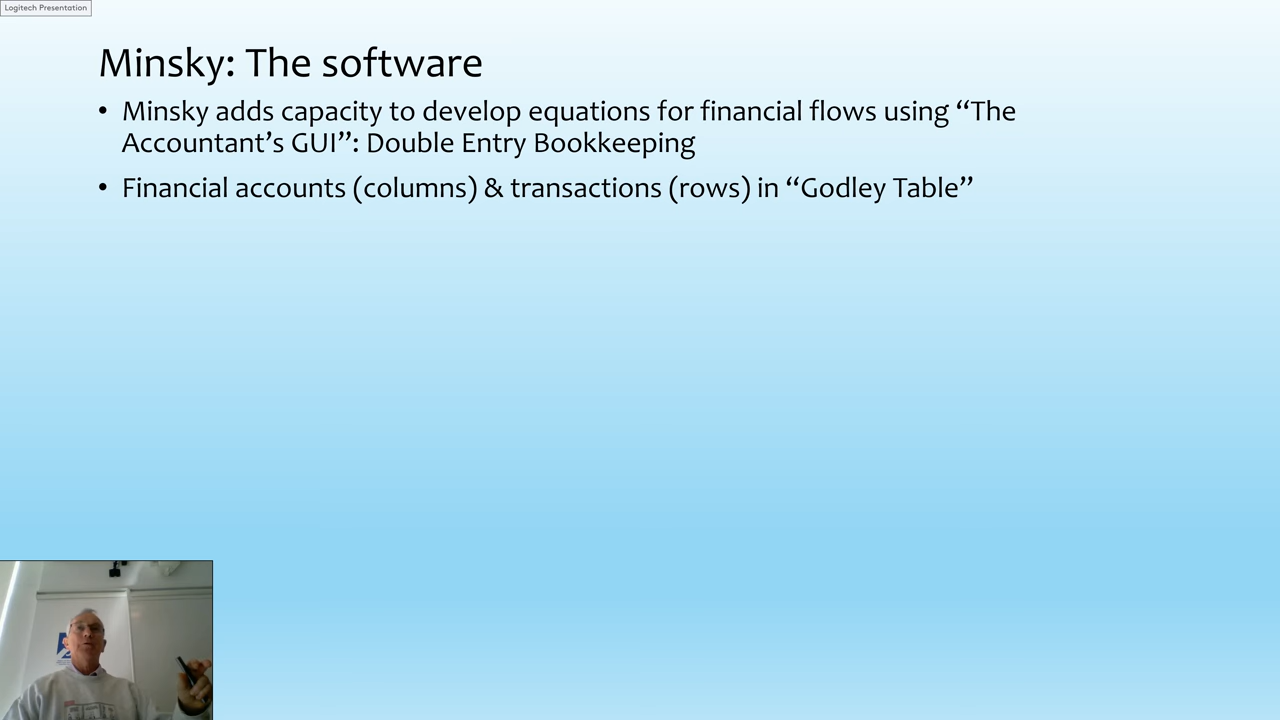 Logitech Presentation
Minsky: The software
• Minsky adds capacity to develop equations for financial flows using “The
Accountant’s GUI”: Double Entry Bookkeeping
• Financial accounts (columns) & transactions (rows) in “Godley Table”